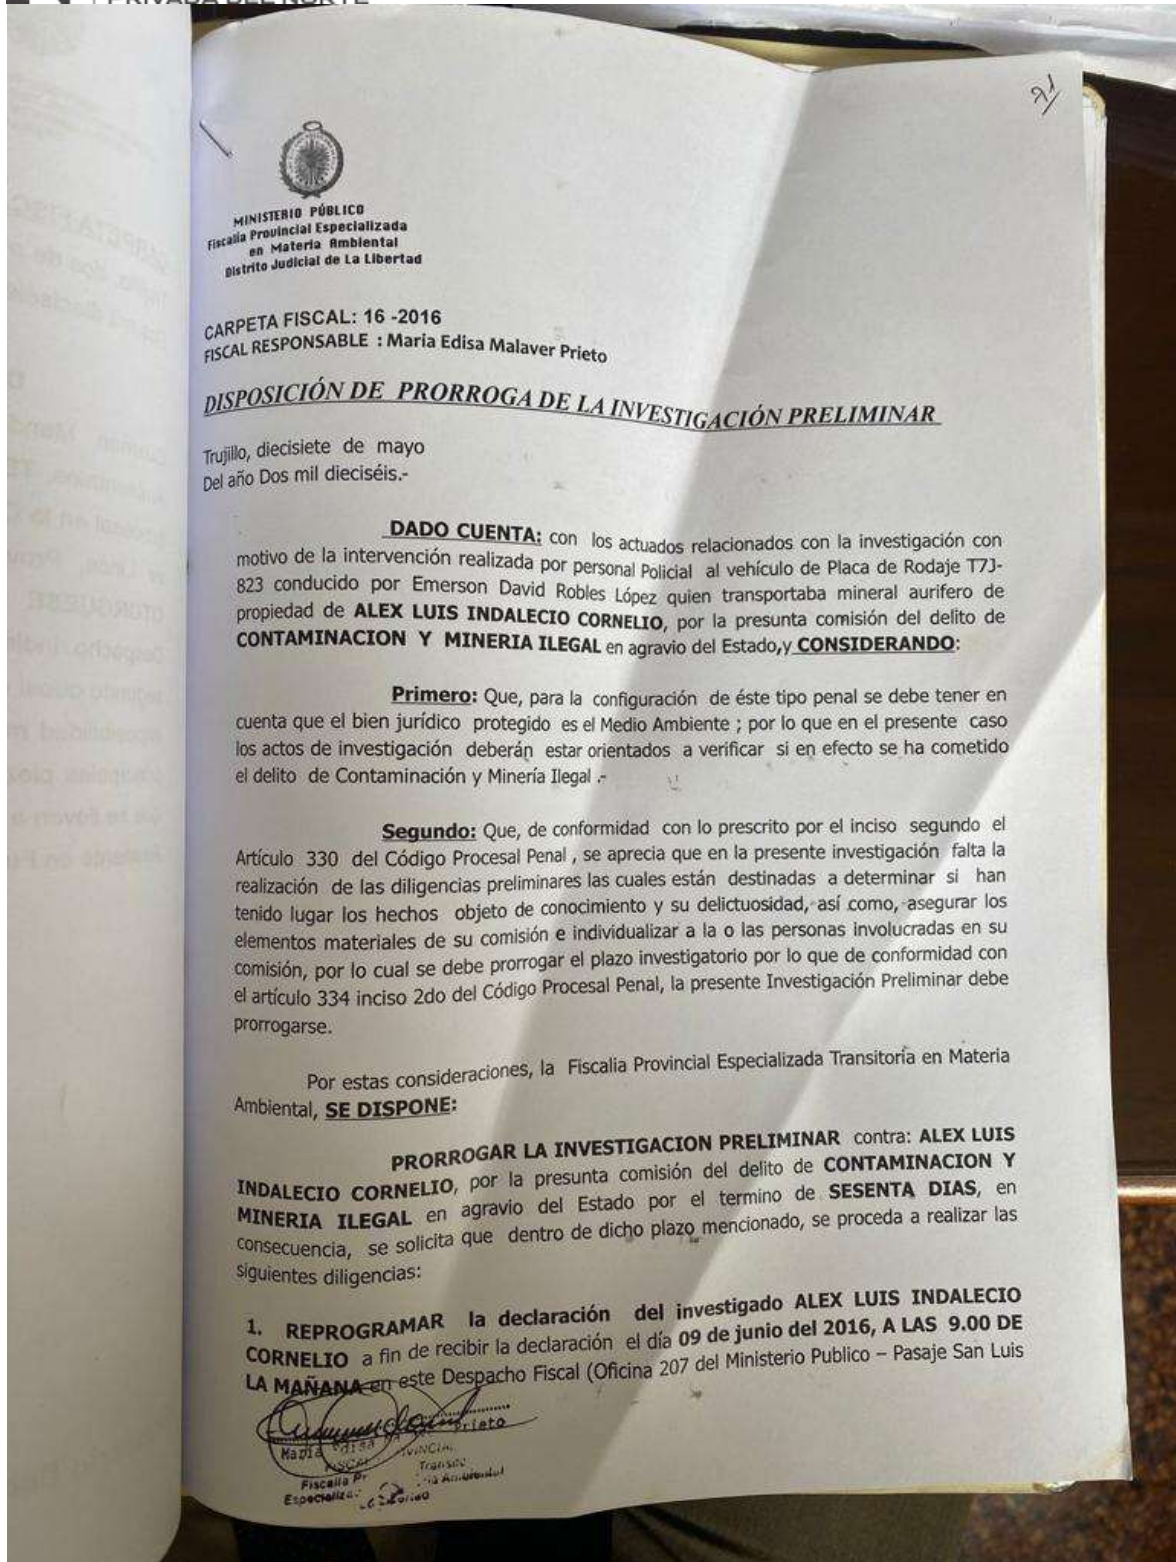 PRIVADA DEL NORTE
91
MINISTERIO PÚBLICO
Fiscalia Provincial Especializada
en Materia Ambiental
Distrito Judicial de La Libertad
CARPETA FISCAL: 16 -2016
FISCAL RESPONSABLE : Maria Edisa Malaver Prieto
DISPOSICIÓN DE PRORROGA DE LA INVESTIGACIÓN PRELIMINAR
Trujillo, diecisiete de mayo
Del año Dos mil dieciséis.-
DADO CUENTA: con los actuados relacionados con la investigación con
motivo de la intervención realizada por personal Policial al vehículo de Placa de Rodaje T7J-
823 conducido por Emerson David Robles López quien transportaba mineral aurifero de
propiedad de ALEX LUIS INDALECIO CORNELIO, por la presunta comisión del delito de
CONTAMINACION Y MINERIA ILEGAL en agravio del Estado,y CONSIDERANDO:
Primero: Que, para la configuración de éste tipo penal se debe tener en
cuenta que el bien jurídico protegido es el Medio Ambiente ; por lo que en el presente caso
los actos de investigación deberán estar orientados a verificar si en efecto se ha cometido
el delito de Contaminación y Minería Ilegal .-
Segundo: Que, de conformidad con lo prescrito por el inciso segundo el
Artículo 330 del Código Procesal Penal , se aprecia que en la presente investigación falta la
realización de las diligencias preliminares las cuales están destinadas a determinar si han
tenido lugar los hechos objeto de conocimiento y su delictuosidad, así como, asegurar los
elementos materiales de su comisión e individualizar a la o las personas involucradas en su
comisión, por lo cual se debe prorrogar el plazo investigatorio por lo que de conformidad con
el artículo 334 inciso 2do del Código Procesal Penal, la presente Investigación Preliminar debe
prorrogarse.
Por estas consideraciones, la Fiscalia Provincial Especializada Transitoria en Materia
Ambiental, SE DISPONE:
PRORROGAR LA INVESTIGACION PRELIMINAR contra: ALEX LUIS
INDALECIO CORNELIO, por la presunta comisión del delito de CONTAMINACION Y
MINERIA ILEGAL en agravio del Estado por el termino de SESENTA DIAS, en
consecuencia, se solicita que dentro de dicho plazo mencionado, se proceda a realizar las
siguientes diligencias:
1. REPROGRAMAR la declaración del investigado ALEX LUIS INDALECIO
CORNELIO a fin de recibir la declaración el día 09 de junio del 2016, A LAS 9.00 DE
LA MAÑANA en este Despacho Fiscal (Oficina 207 del Ministerio Publico – Pasaje San Luis
Maria Edisa Prieto
Fiscalia